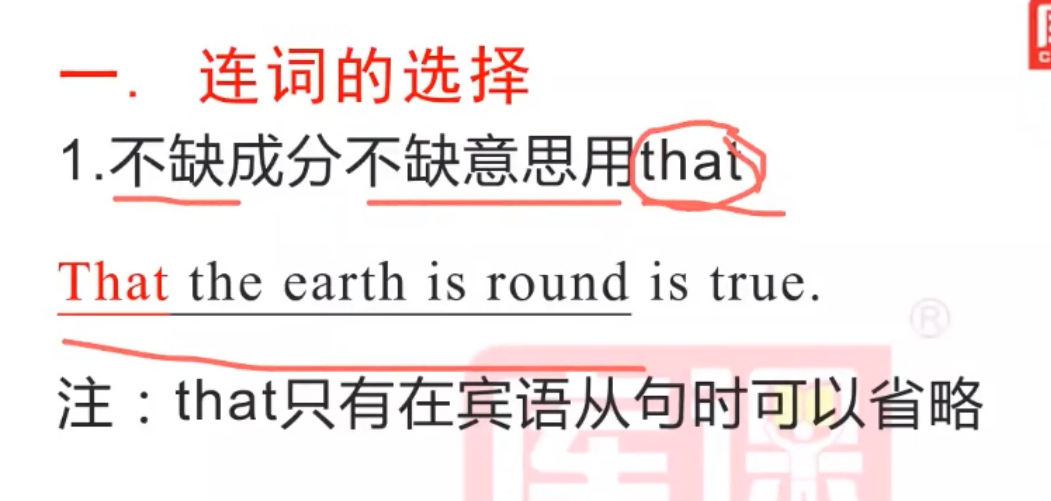 一. 连词的选择
1.不缺成分不缺意思用that
That the earth is round is true.
®
注：that只有在宾语从句时可以省略
库课